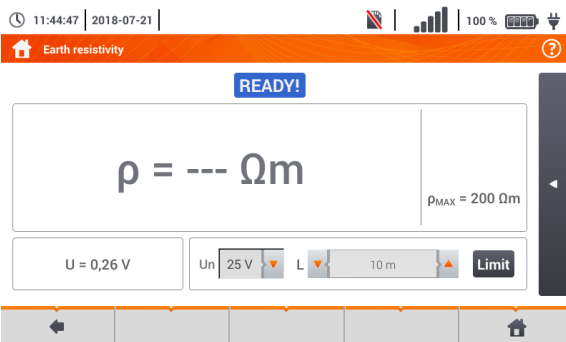 11:44:47 2018-07-21 100 %
Earth resistivity ?
READY!
ρ = --- Ωm
ρMAX = 200 Ωm
U = 0,26 V Un 25 V L 10 m Limit